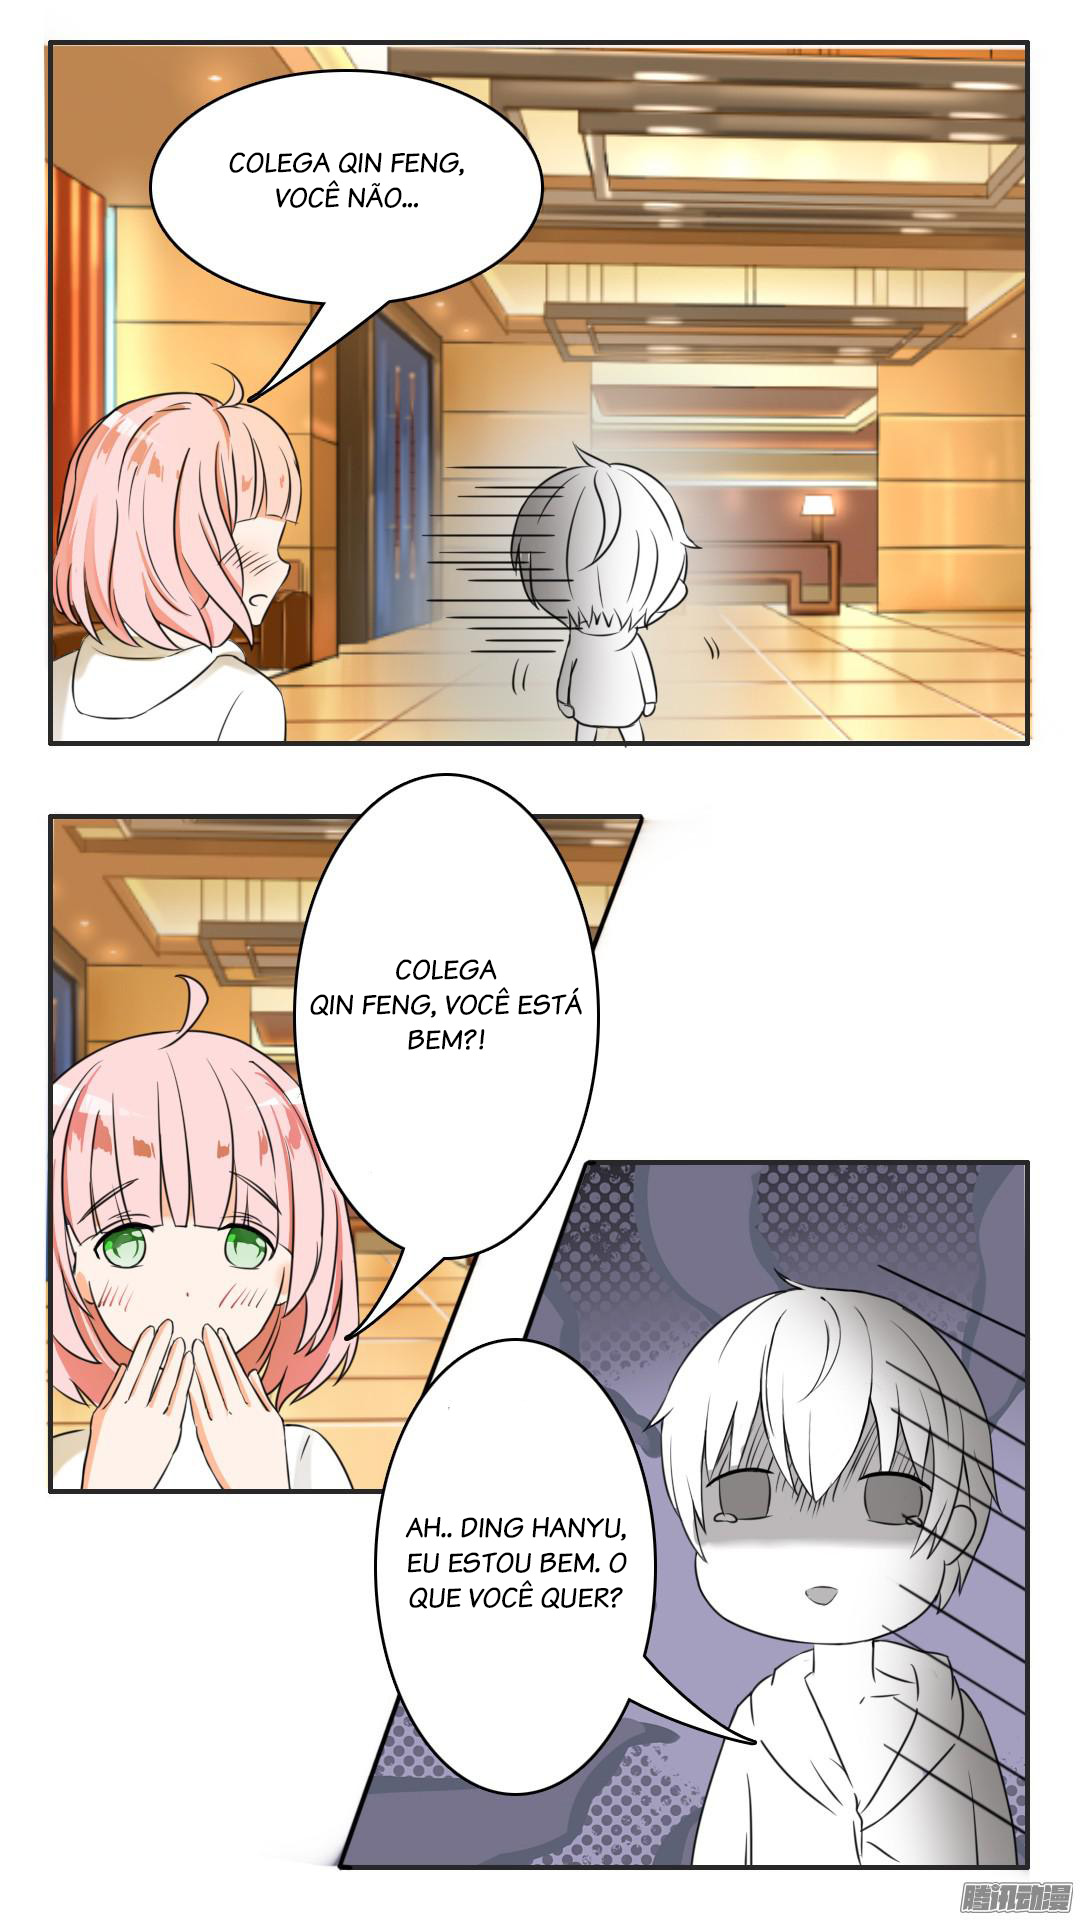 COLEGA QIN FENG,
VOCÊ NÃO...
COLEGA
QIN FENG, VOCÊ ESTÁ
BEM?!
AH.. DING HANYU,
EU ESTOU BEM. O
QUE VOCÊ QUER?
腾讯动漫